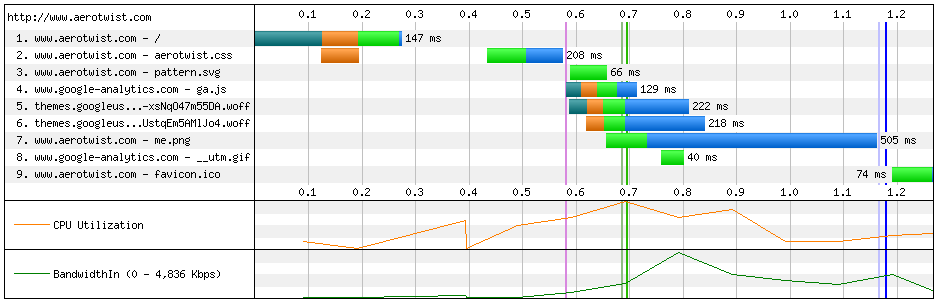 http://www.aerotwist.com 0.1 0.2 0.3 0.4 0.5 0.6 0.7 0.8 0.9 1.0 1.1 1.2
1. www.aerotwist.com - / 147 ms
2. www.aerotwist.com - aerotwist.css 208 ms
3. www.aerotwist.com - pattern.svg 66 ms
4. www.google-analytics.com - ga.js 129 ms
5. themes.googleus...-xsNqO47m55DA.woff 222 ms
6. themes.googleus...UstqEm5AMlJo4.woff 218 ms
7. www.aerotwist.com - me.png 505 ms
8. www.google-analytics.com - __utm.gif 40 ms
9. www.aerotwist.com - favicon.ico 74 ms
0.1 0.2 0.3 0.4 0.5 0.6 0.7 0.8 0.9 1.0 1.1 1.2
CPU Utilization
BandwidthIn (0 - 4,836 Kbps)